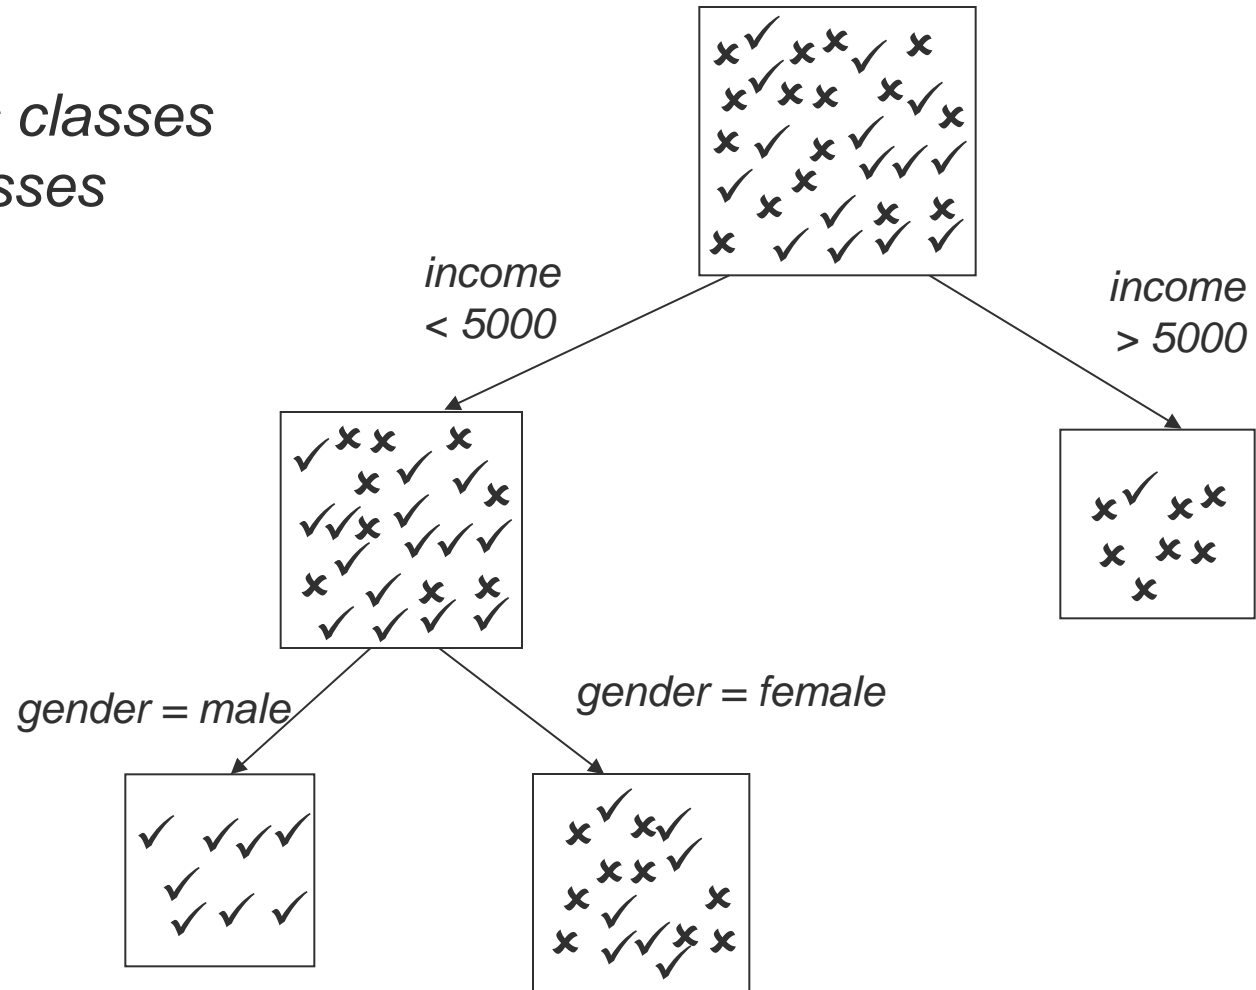 classes
sses
income
< 5000
income
> 5000
gender = male
gender = female